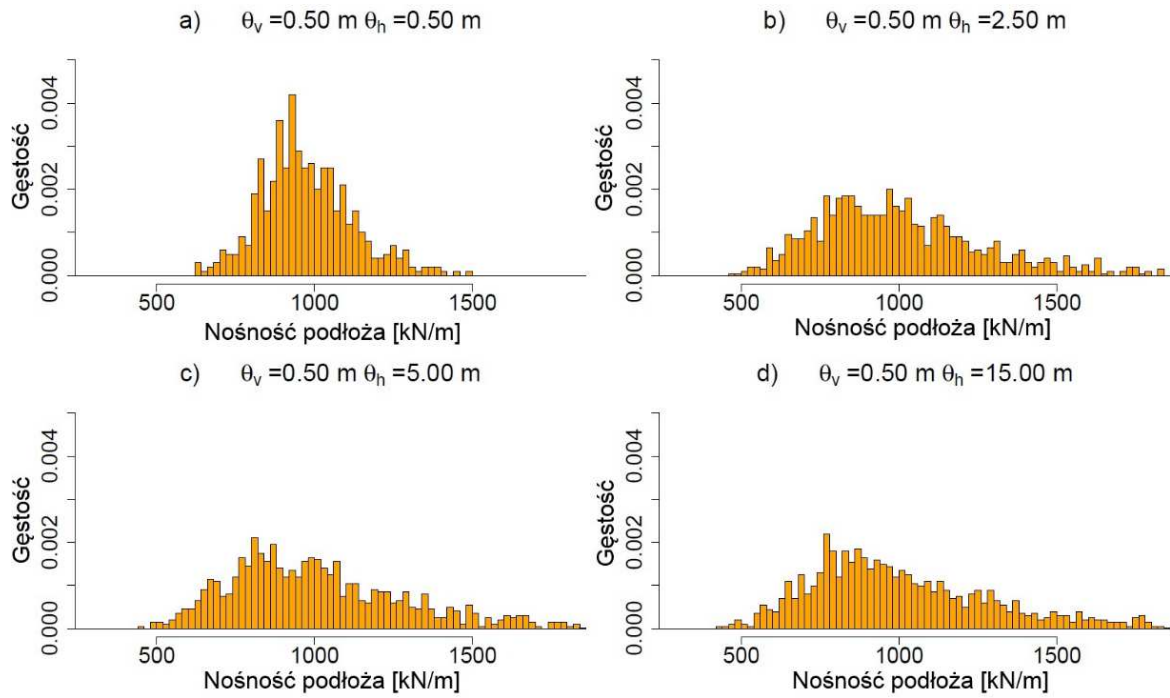 a) θv =0.50 m θh =0.50 m
Gęstość
0.000 0.002 0.004
500 1000 1500
Nośność podłoża [kN/m]
b) θv =0.50 m θh =2.50 m
Gęstość
0.000 0.002 0.004
500 1000 1500
Nośność podłoża [kN/m]
c) θv =0.50 m θh =5.00 m
Gęstość
0.000 0.002 0.004
500 1000 1500
Nośność podłoża [kN/m]
d) θv =0.50 m θh =15.00 m
Gęstość
0.000 0.002 0.004
500 1000 1500
Nośność podłoża [kN/m]